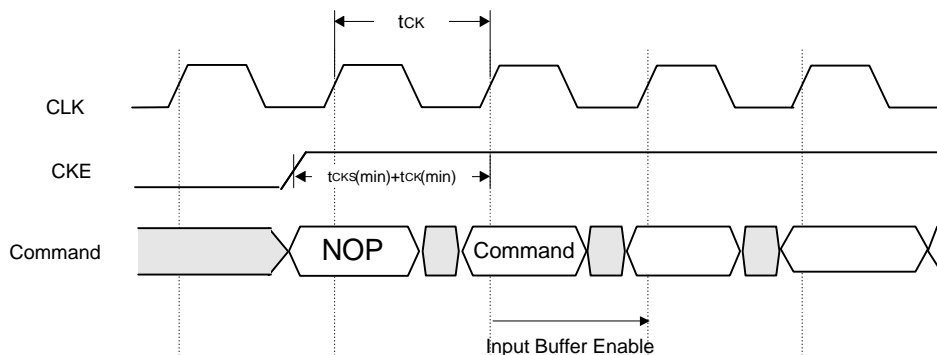 tCK
CLK
CKE
tCKS(min)+tCK(min)
Command
NOP
Command
Input Buffer Enable